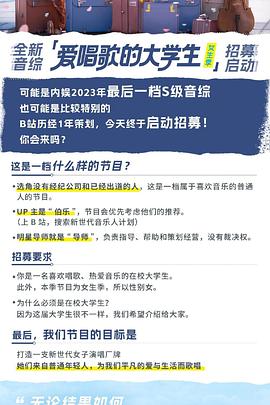 全新
音综
「爱唱歌的大学生」
女生季
招募
启动
可能是内娱2023年最后一档S级音综
也可能是比较特别的
B站历经1年策划，今天终于启动招募！
你会来吗？
这是一档什么样的节目？
·选角没有经纪公司和已经出道的人，这是一档属于喜欢音乐的普通
人的节目。
·UP 主是“伯乐”，节目会优先考虑他们的推荐。
（上 B 站，搜索新世代音乐人计划）
·明星导师就是“导师”，负责指导、帮助和策划经营，没有裁决权。
招募要求
·你是一名喜欢唱歌、热爱音乐的在校大学生。
此外，本季节目为女生季，所以性别女。
·为什么必须是在校大学生？
因为这届大学生很不一样，我们希望介绍给大家。
最后，我们节目的目标是
打造一支新世代女子演唱厂牌
她们来自普通年轻人，为我们平凡的爱与生活而歌唱
“无论结果如何